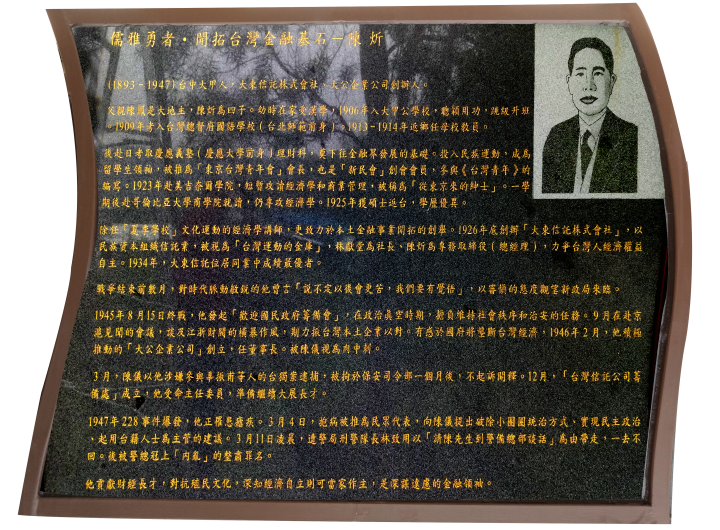 儒雅勇者‧開拓台灣金融基石－陳 炘
(1893-1947)台中大甲人，大東信託株式會社、大公企業公司創辦人。
父親陳茂是大地主，陳炘為四子。幼時在家受漢學，1906年入大甲公學校，聰穎用功，跳級升班
。1909年考入台灣總督府國語學校（台北師範前身）。1913-1914年返鄉任母校教員。
後赴日考取慶應義塾（慶應大學前身）理財科，奠下往金融界發展的基礎。投入民族運動，成為
留學生領袖，被推為「東京台灣青年會」會長，也是「新民會」創會會員，參與《台灣青年》的
編寫。1923年赴美吉奈爾學院，短暫攻讀經濟學和商業管理，被稱為「從東京來的紳士」。一學
期後赴哥倫比亞大學商學院就讀，仍專攻經濟學。1925年獲碩士返台，學歷優異。
除任「夏季學校」文化運動的經濟學講師，更致力於本土金融事業開拓的創舉。1926年底創辦「大東信託株式會社」，以
民族資本組織信託業，被視為「台灣運動的金庫」，林獻堂為社長、陳炘為專務取締役（總經理），力爭台灣人經濟權益
自主。1934年，大東信託位居同業中成績最優者。
戰爭結束前數月，對時代脈動敏銳的他曾言「說不定以後會更苦，我們要有覺悟」，以審慎的態度觀望新政局來臨。
1945年8月15日終戰，他發起「歡迎國民政府籌備會」，在政治真空時期，肩負維持社會秩序和治安的任務。9月在赴京
滬見聞的會議，談及江浙財閥的橫暴作風，期力振台灣本土企業以對。有感於國府將壟斷台灣經濟，1946年2月，他積極
推動的「大公企業公司」創立，任董事長。被陳儀視為肉中刺。
3月，陳儀以他涉嫌參與辜振甫等人的台獨案逮捕，被拘於保安司令部一個月後，不起訴開釋。12月，「台灣信託公司籌
備處」成立，他受命主任委員，準備繼續大展長才。
1947年228事件爆發，他正罹患瘧疾。3月4日，抱病被推為民眾代表，向陳儀提出破除小圈圈統治方式、實現民主政治
、起用台籍人士為主管的建議。3月11日凌晨，遭警局刑警隊長林致用以「請陳先生到警備總部談話」為由帶走，一去不
回。後被警總冠上「內亂」的叛亂罪名。
他貢獻財經長才，對抗殖民文化，深知經濟自立則可當家作主，是深謀遠慮的金融領袖。